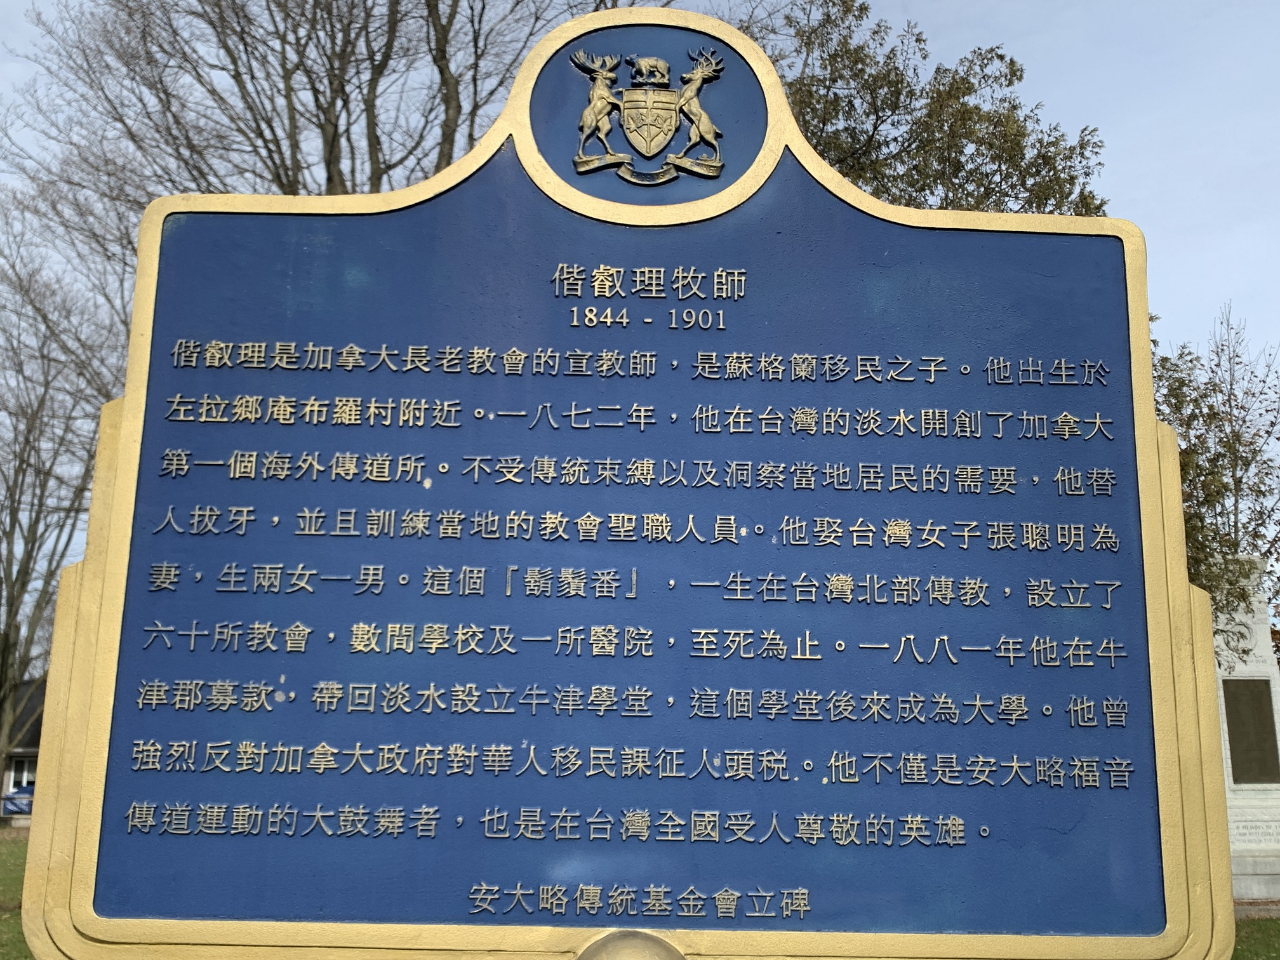 偕叡理牧師
1844 - 1901
偕叡理是加拿大長老教會的宣教師，是蘇格蘭移民之子。他出生於
左拉鄉庵布羅村附近。一八七二年，他在台灣的淡水開創了加拿大
第一個海外傳道所。不受傳統束縛以及洞察當地居民的需要，他替
人拔牙，並且訓練當地的教會聖職人員。他娶台灣女子張聰明為
妻，生兩女一男。這個『鬍鬚番』，一生在台灣北部傳教，設立了
六十所教會，數間學校及一所醫院，至死為止。一八八一年他在牛
津郡募款，帶回淡水設立牛津學堂，這個學堂後來成為大學。他曾
強烈反對加拿大政府對華人移民課征人頭税。他不僅是安大略福音
傳道運動的大鼓舞者，也是在台灣全國受人尊敬的英雄。
安大略傳統基金會立碑